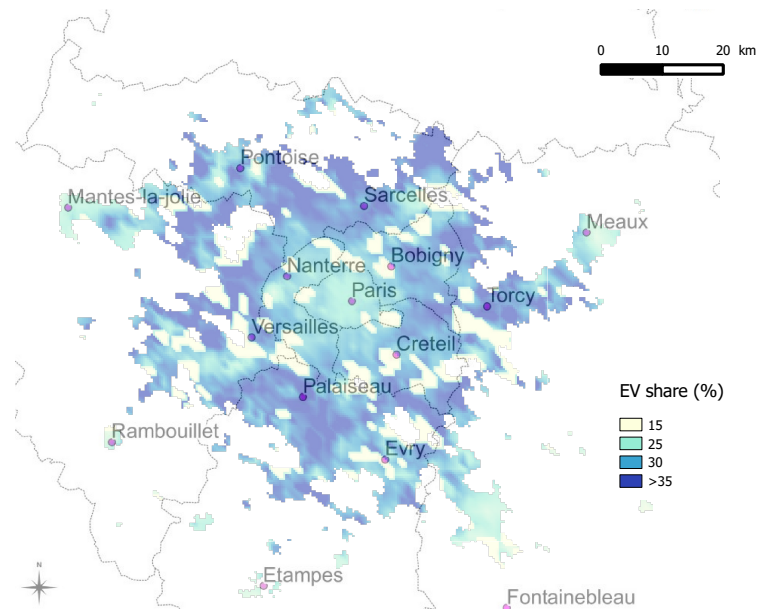 0 10 20 km
Pontoise
Mantes-la-jolie
Sarcelles
Meaux
Bobigny
Nanterre
Paris
Torcy
Versailles
Creteil
Palaiseau
EV share (%)
15
25
30
>35
Rambouillet
Evry
Etampes
Fontainebleau
N